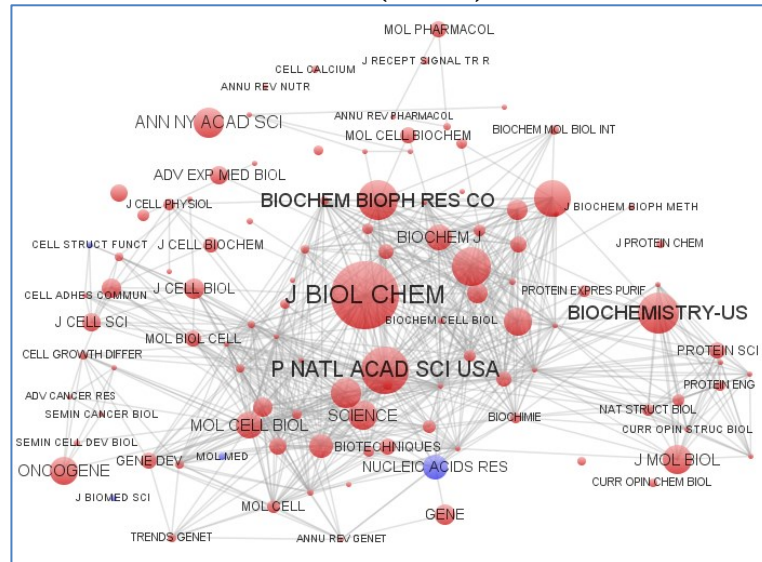 MOL PHARMACOL
J RECEPT SIGNAL TR R
CELL CALCIUM
ANNU REV NUTR
ANNU REV PHARMACOL
ANN NY ACAD SCI
MOL CELL BIOCHEM
BIOCHEM MOL BIOL INT
ADV EXP MED BIOL
BIOCHEM BIOPH RES CO
J CELL PHYSIOL
J BIOCHEM BIOPH METH
BIOCHEM J
CELL STRUCT FUNCT
J CELL BIOCHEM
J PROTEIN CHEM
J CELL BIOL
CELL ADHES COMMUN
J BIOL CHEM
PROTEIN EXPRES PURIF
BIOCHEMISTRY-US
J CELL SCI
BIOCHEM CELL BIOL
MOL BIOL CELL
CELL GROWTH DIFFER
PROTEIN SCI
P NATL ACAD SCI USA
PROTEIN ENG
ADV CANCER RES
SEMIN CANCER BIOL
NAT STRUCT BIOL
MOL CELL BIOL
SCIENCE
BIOCHIMIE
CURR OPIN STRUC BIOL
SEMIN CELL DEV BIOL
BIOTECHNIQUES
MOL MED
GENE DEV
J MOL BIOL
ONCOGENE
NUCLEIC ACIDS RES
CURR OPIN CHEM BIOL
J BIOMED SCI
MOL CELL
GENE
TRENDS GENET
ANNU REV GENET